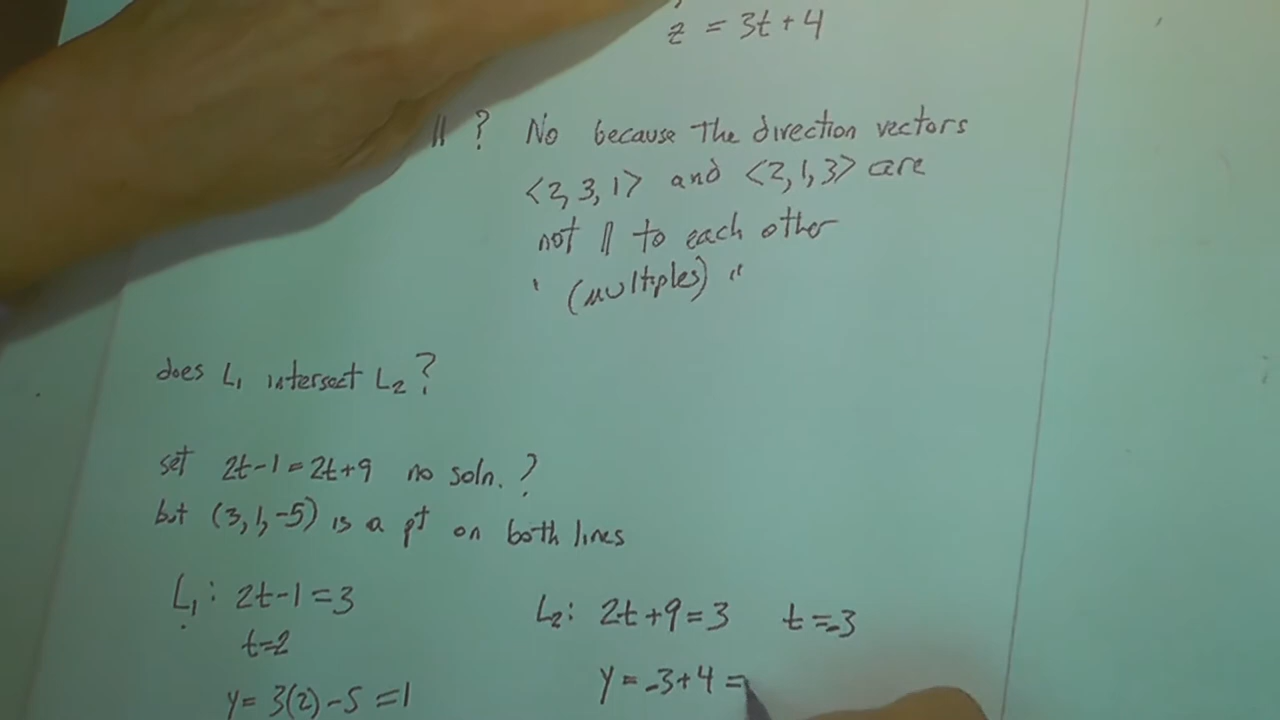 z = 3t + 4
|| ? No because the direction vectors
<2, 3, 1> and <2, 1, 3> are
not || to each other
" (multiples) "
does L₁ intersect L₂ ?
set 2t-1 = 2t+9 no soln. ?
but (3, 1, -5) is a pt on both lines
L₁: 2t-1 = 3
t=2
y= 3(2) -5 = 1
L₂: 2t +9 = 3 t = -3
y = -3+4 =